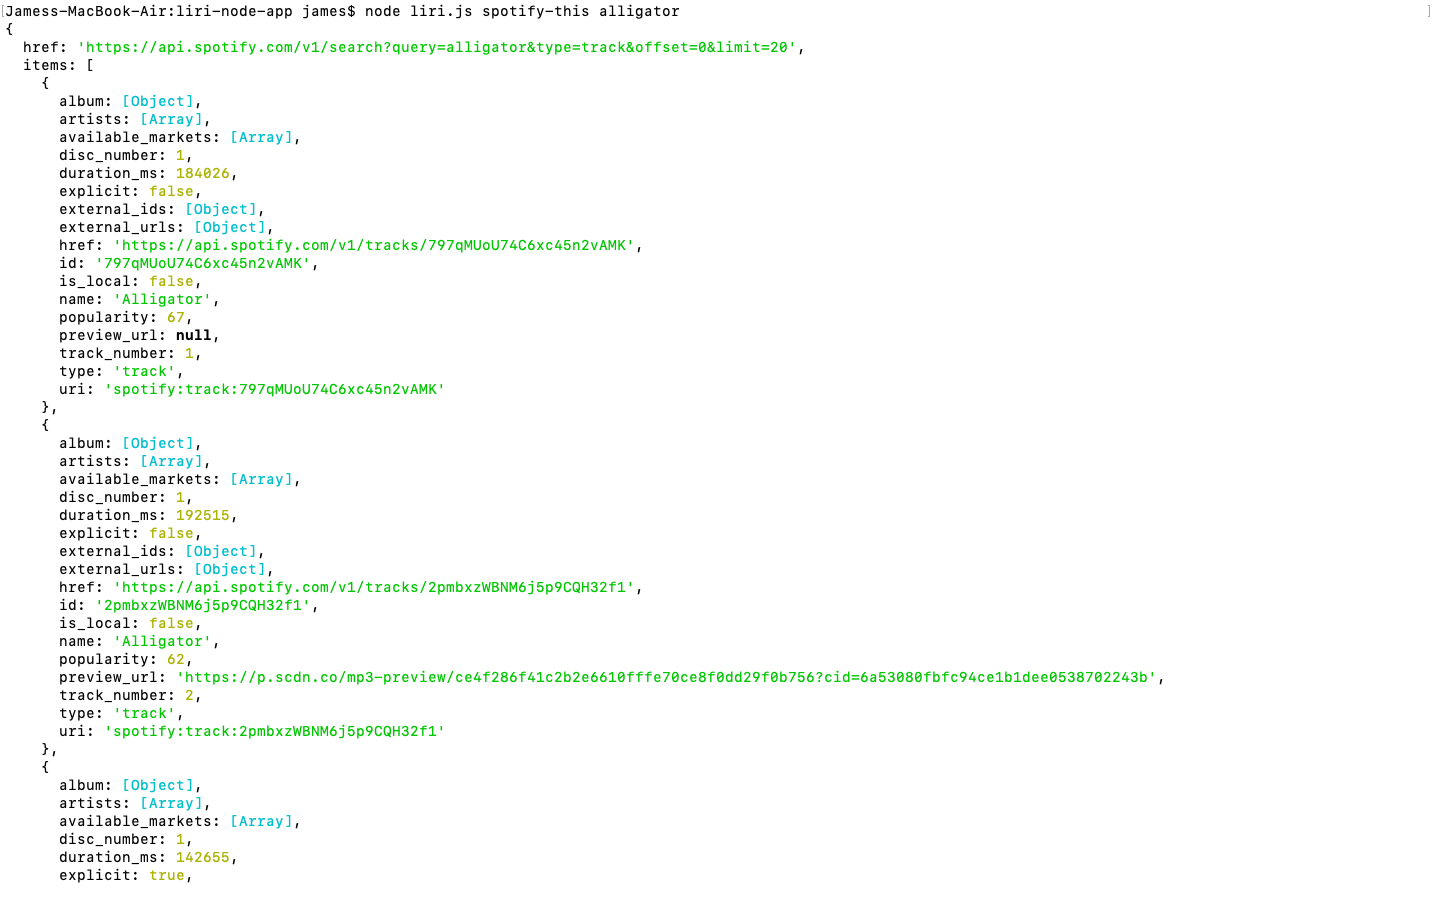 [Jamess-MacBook-Air:liri-node-app james$ node liri.js spotify-this alligator ]
{
  href: 'https://api.spotify.com/v1/search?query=alligator&type=track&offset=0&limit=20',
  items: [
    {
      album: [Object],
      artists: [Array],
      available_markets: [Array],
      disc_number: 1,
      duration_ms: 184026,
      explicit: false,
      external_ids: [Object],
      external_urls: [Object],
      href: 'https://api.spotify.com/v1/tracks/797qMUoU74C6xc45n2vAMK',
      id: '797qMUoU74C6xc45n2vAMK',
      is_local: false,
      name: 'Alligator',
      popularity: 67,
      preview_url: null,
      track_number: 1,
      type: 'track',
      uri: 'spotify:track:797qMUoU74C6xc45n2vAMK'
    },
    {
      album: [Object],
      artists: [Array],
      available_markets: [Array],
      disc_number: 1,
      duration_ms: 192515,
      explicit: false,
      external_ids: [Object],
      external_urls: [Object],
      href: 'https://api.spotify.com/v1/tracks/2pmbxzWBNM6j5p9CQH32f1',
      id: '2pmbxzWBNM6j5p9CQH32f1',
      is_local: false,
      name: 'Alligator',
      popularity: 62,
      preview_url: 'https://p.scdn.co/mp3-preview/ce4f286f41c2b2e6610fffe70ce8f0dd29f0b756?cid=6a53080fbfc94ce1b1dee0538702243b',
      track_number: 2,
      type: 'track',
      uri: 'spotify:track:2pmbxzWBNM6j5p9CQH32f1'
    },
    {
      album: [Object],
      artists: [Array],
      available_markets: [Array],
      disc_number: 1,
      duration_ms: 142655,
      explicit: true,